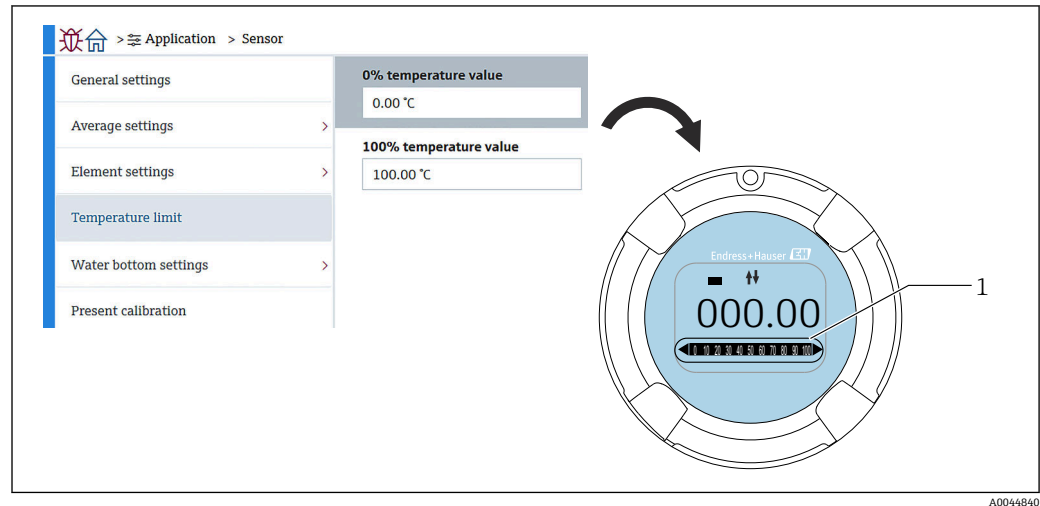 > Application > Sensor
General settings
Average settings >
Element settings >
Temperature limit
Water bottom settings >
Present calibration
0% temperature value
0.00 °C
100% temperature value
100.00 °C
Endress+Hauser EH
000.00
0 10 20 30 40 50 60 70 80 90 100
1
A0044840